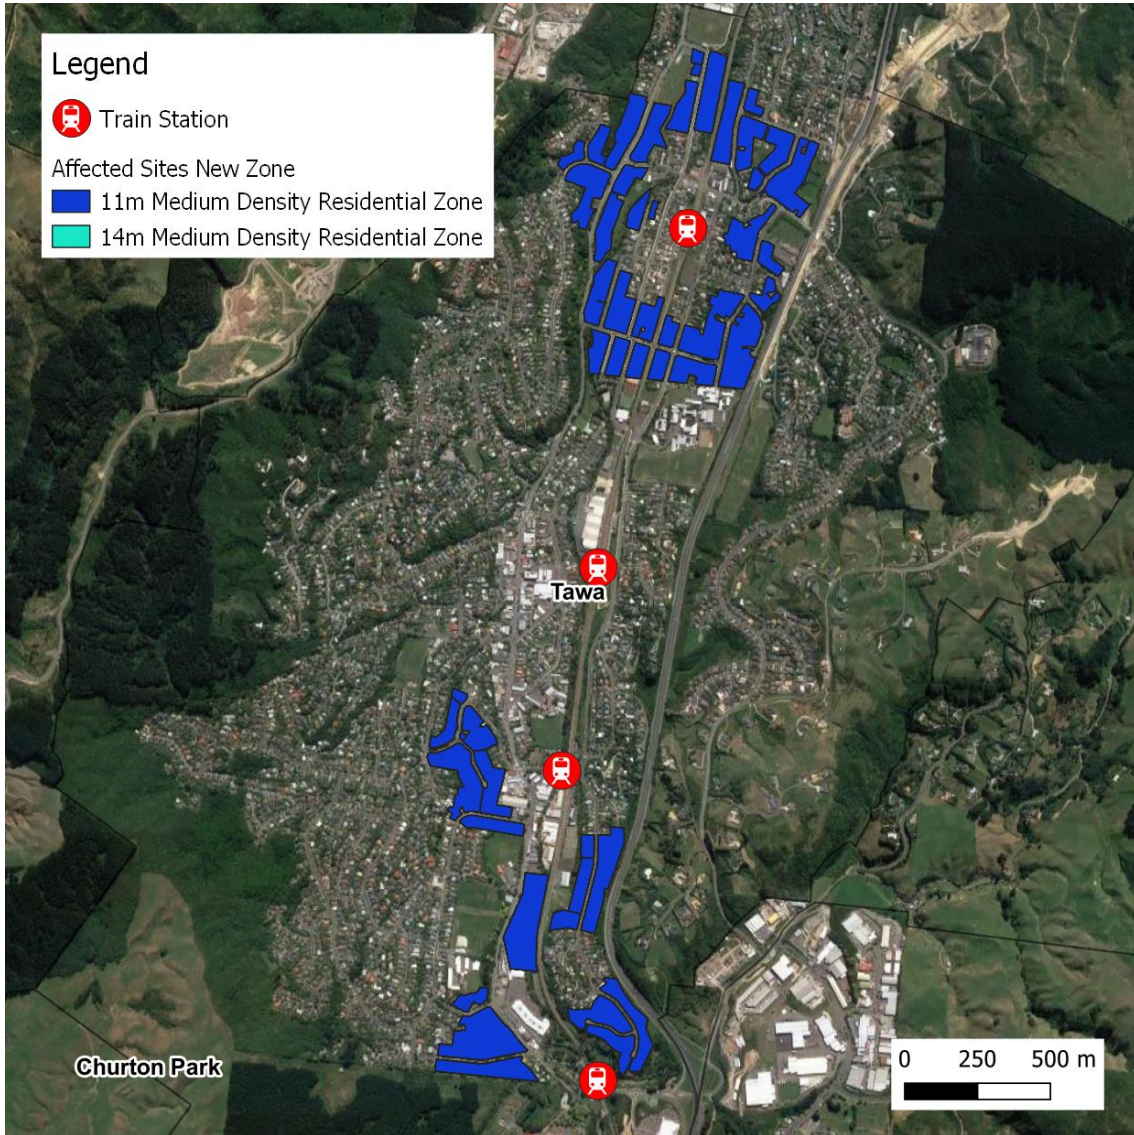 Legend
Train Station
Affected Sites New Zone
11m Medium Density Residential Zone
14m Medium Density Residential Zone
Tawa
Churton Park
0 250 500 m